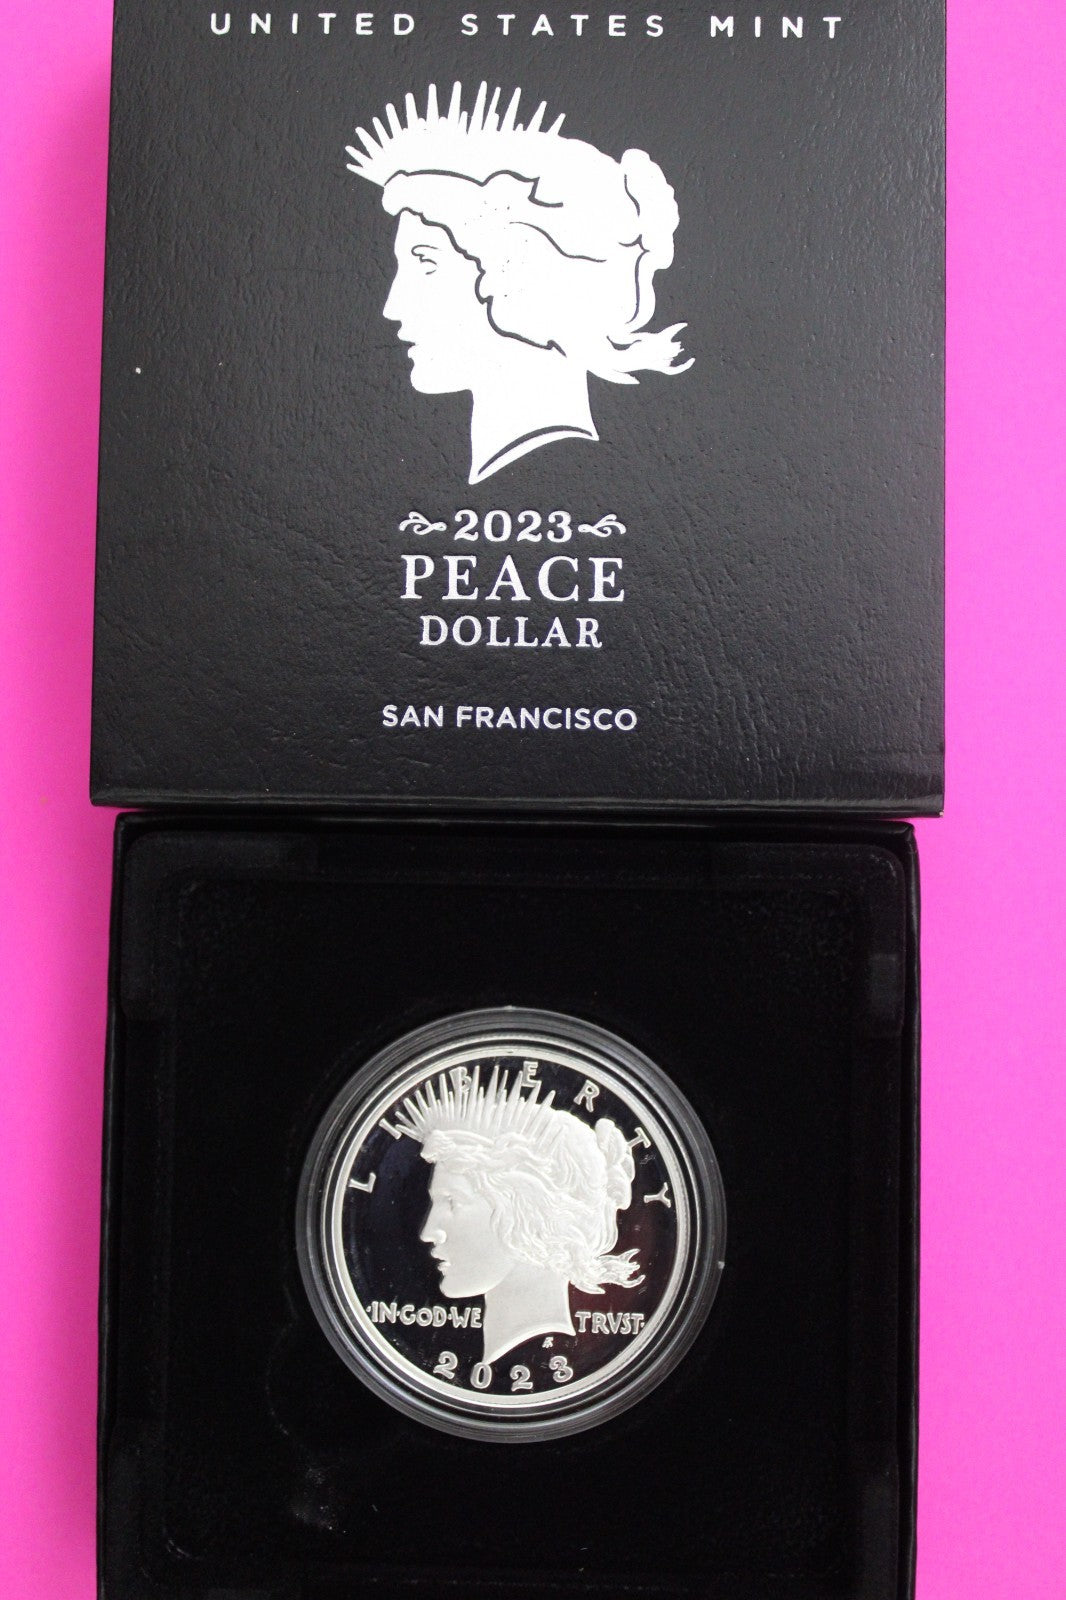 UNITED STATES MINT
2023
PEACE
DOLLAR
SAN FRANCISCO
LIBERTY
·IN·GOD·WE TRVST·
2023